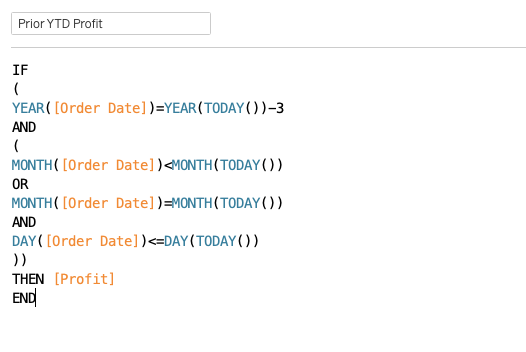 Prior YTD Profit
IF
(
YEAR([Order Date])=YEAR(TODAY())-3
AND
(
MONTH([Order Date])<MONTH(TODAY())
OR
MONTH([Order Date])=MONTH(TODAY())
AND
DAY([Order Date])<=DAY(TODAY())
))
THEN [Profit]
END